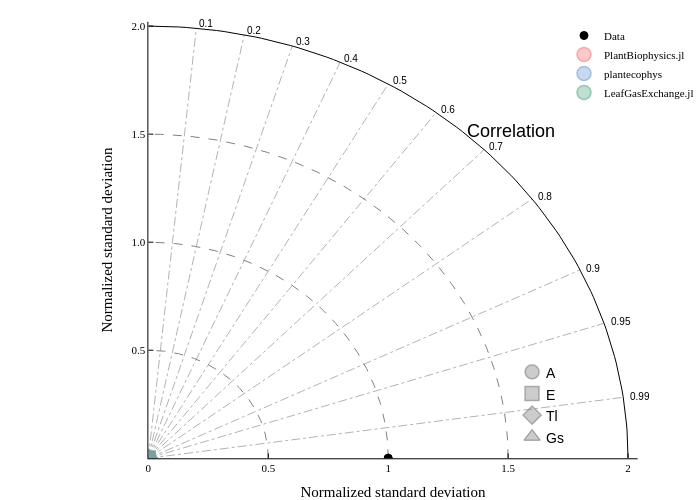 2.0
0.1
0.2
0.3
0.4
0.5
0.6
Correlation
0.7
0.8
0.9
0.95
0.99
Data
PlantBiophysics.jl
plantecophys
LeafGasExchange.jl
1.5
1.0
0.5
Normalized standard deviation
A
E
Tl
Gs
0
0.5
1
1.5
2
Normalized standard deviation